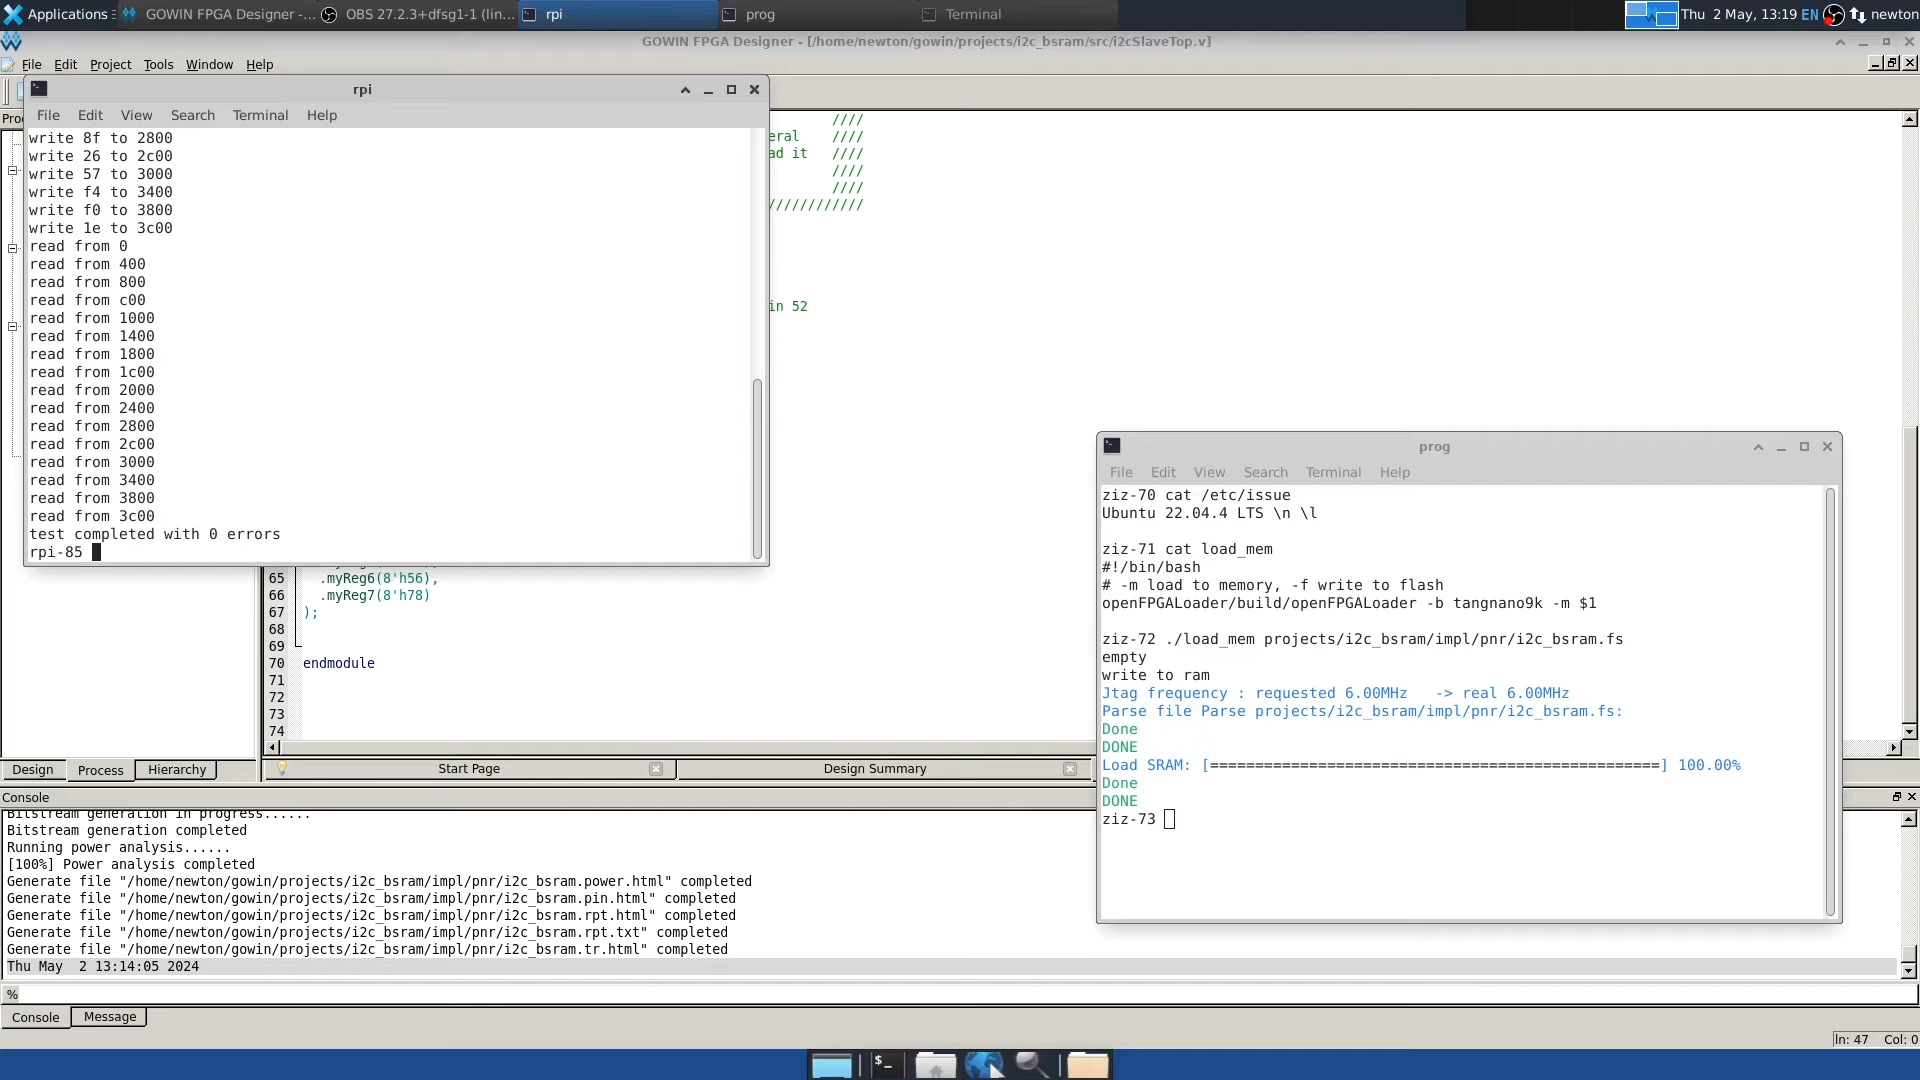 Applications
GOWIN FPGA Designer -...
OBS 27.2.3+dfsg1-1 (lin...
rpi
prog
Terminal
Thu 2 May, 13:19 EN
newton
GOWIN FPGA Designer - [/home/newton/gowin/projects/i2c_bsram/src/i2cSlaveTop.v]
File Edit Project Tools Window Help
rpi
File Edit View Search Terminal Help
write 8f to 2800
write 26 to 2c00
write 57 to 3000
write f4 to 3400
write f0 to 3800
write 1e to 3c00
read from 0
read from 400
read from 800
read from c00
read from 1000
read from 1400
read from 1800
read from 1c00
read from 2000
read from 2400
read from 2800
read from 2c00
read from 3000
read from 3400
read from 3800
read from 3c00
test completed with 0 errors
rpi-85
////
eral ////
ad it ////
////
////
/////////////
in 52
65
66 .myReg6(8'h56),
67 .myReg7(8'h78)
68 );
69
70 endmodule
71
72
73
74
prog
File Edit View Search Terminal Help
ziz-70 cat /etc/issue
Ubuntu 22.04.4 LTS \n \l
ziz-71 cat load_mem
#!/bin/bash
# -m load to memory, -f write to flash
openFPGALoader/build/openFPGALoader -b tangnano9k -m $1
ziz-72 ./load_mem projects/i2c_bsram/impl/pnr/i2c_bsram.fs
empty
write to ram
Jtag frequency : requested 6.00MHz -> real 6.00MHz
Parse file Parse projects/i2c_bsram/impl/pnr/i2c_bsram.fs:
Done
DONE
Load SRAM: [==================================================] 100.00%
Done
DONE
ziz-73
Design Process Hierarchy
Start Page
Design Summary
Console
Bitstream generation in progress......
Bitstream generation completed
Running power analysis......
[100%] Power analysis completed
Generate file "/home/newton/gowin/projects/i2c_bsram/impl/pnr/i2c_bsram.power.html" completed
Generate file "/home/newton/gowin/projects/i2c_bsram/impl/pnr/i2c_bsram.pin.html" completed
Generate file "/home/newton/gowin/projects/i2c_bsram/impl/pnr/i2c_bsram.rpt.html" completed
Generate file "/home/newton/gowin/projects/i2c_bsram/impl/pnr/i2c_bsram.rpt.txt" completed
Generate file "/home/newton/gowin/projects/i2c_bsram/impl/pnr/i2c_bsram.tr.html" completed
Thu May 2 13:14:05 2024
%
Console Message
ln: 47 Col: 0